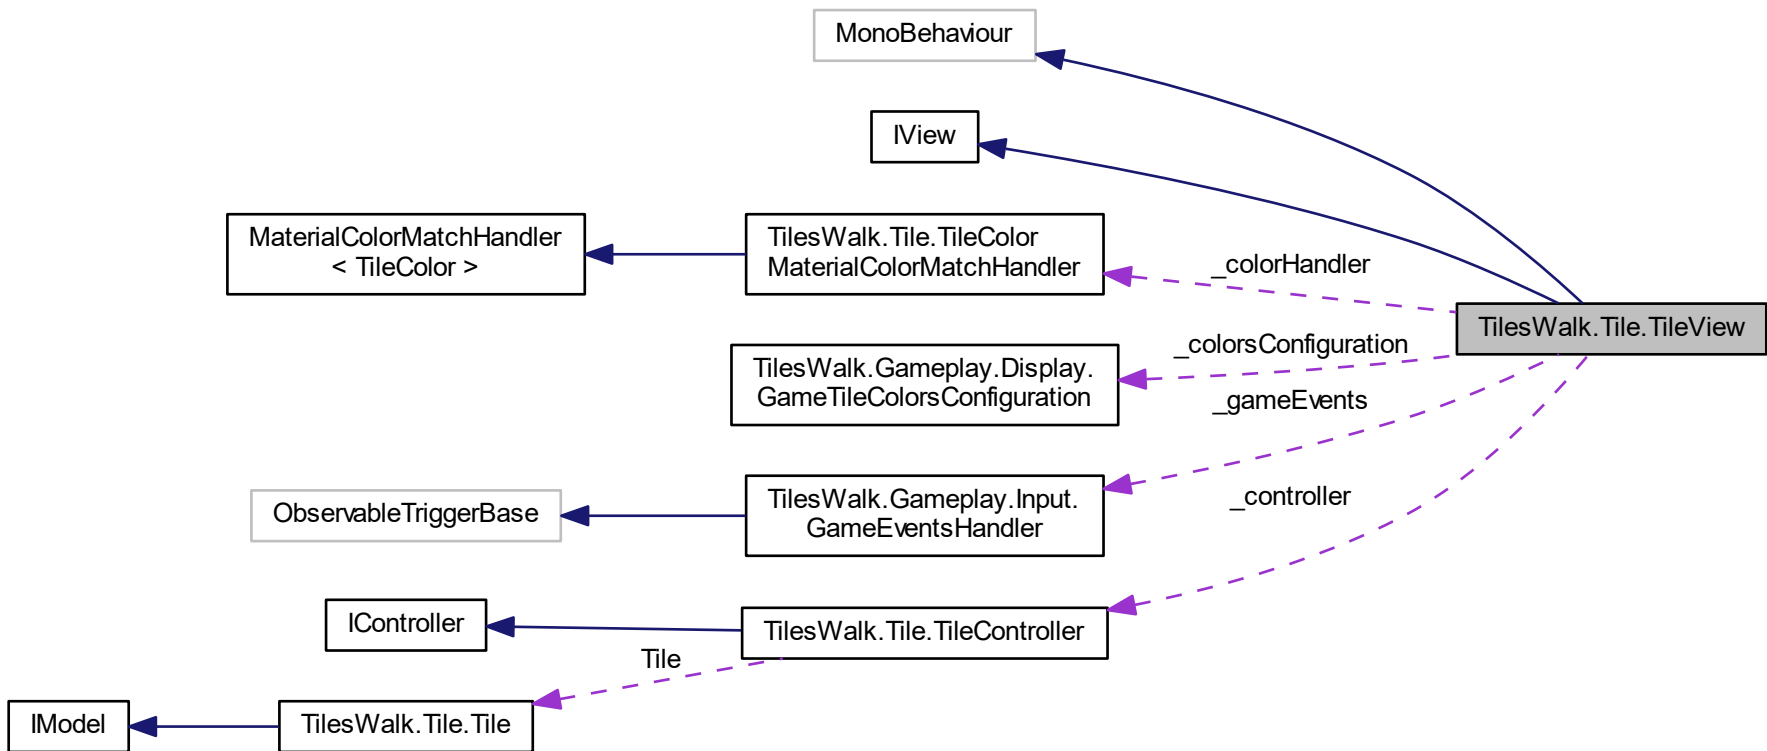 MonoBehaviour
IView
MaterialColorMatchHandler
< TileColor >
TilesWalk.Tile.TileColor
MaterialColorMatchHandler
_colorHandler
TilesWalk.Tile.TileView
_colorsConfiguration
TilesWalk.Gameplay.Display.
GameTileColorsConfiguration
_gameEvents
ObservableTriggerBase
TilesWalk.Gameplay.Input.
GameEventsHandler
_controller
IController
TilesWalk.Tile.TileController
Tile
IModel
TilesWalk.Tile.Tile